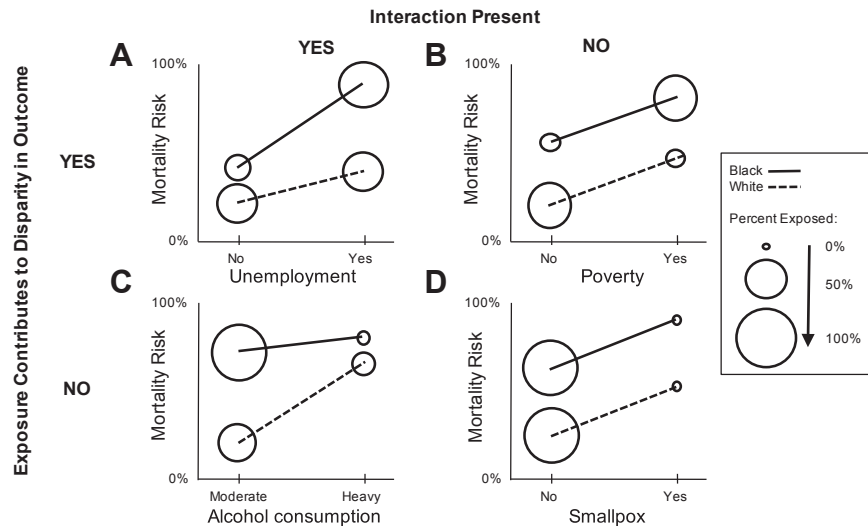 Interaction Present
YES
NO
Exposure Contributes to Disparity in Outcome
YES
NO
A
100%
Mortality Risk
0%
No
Yes
Unemployment
B
100%
Mortality Risk
0%
No
Yes
Poverty
C
100%
Mortality Risk
0%
Moderate
Heavy
Alcohol consumption
D
100%
Mortality Risk
0%
No
Yes
Smallpox
Black
White
Percent Exposed:
0%
50%
100%